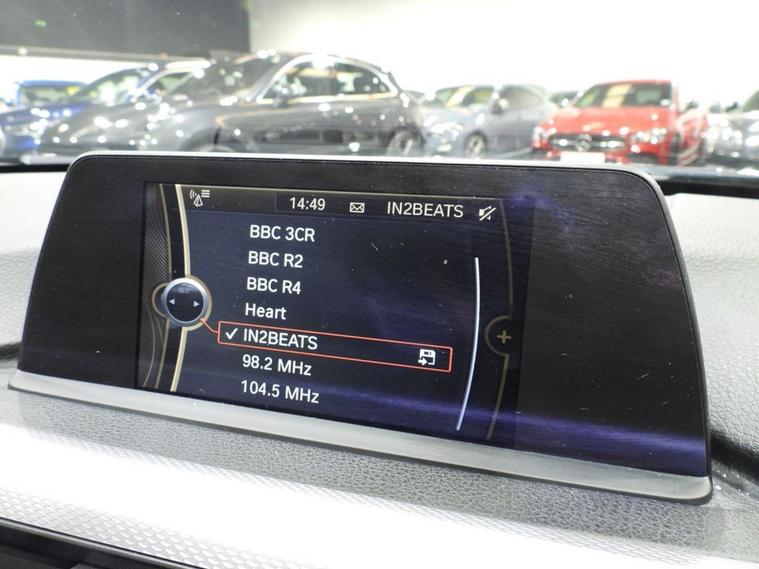 14:49 IN2BEATS
BBC 3CR
BBC R2
BBC R4
Heart
IN2BEATS
98.2 MHz
104.5 MHz